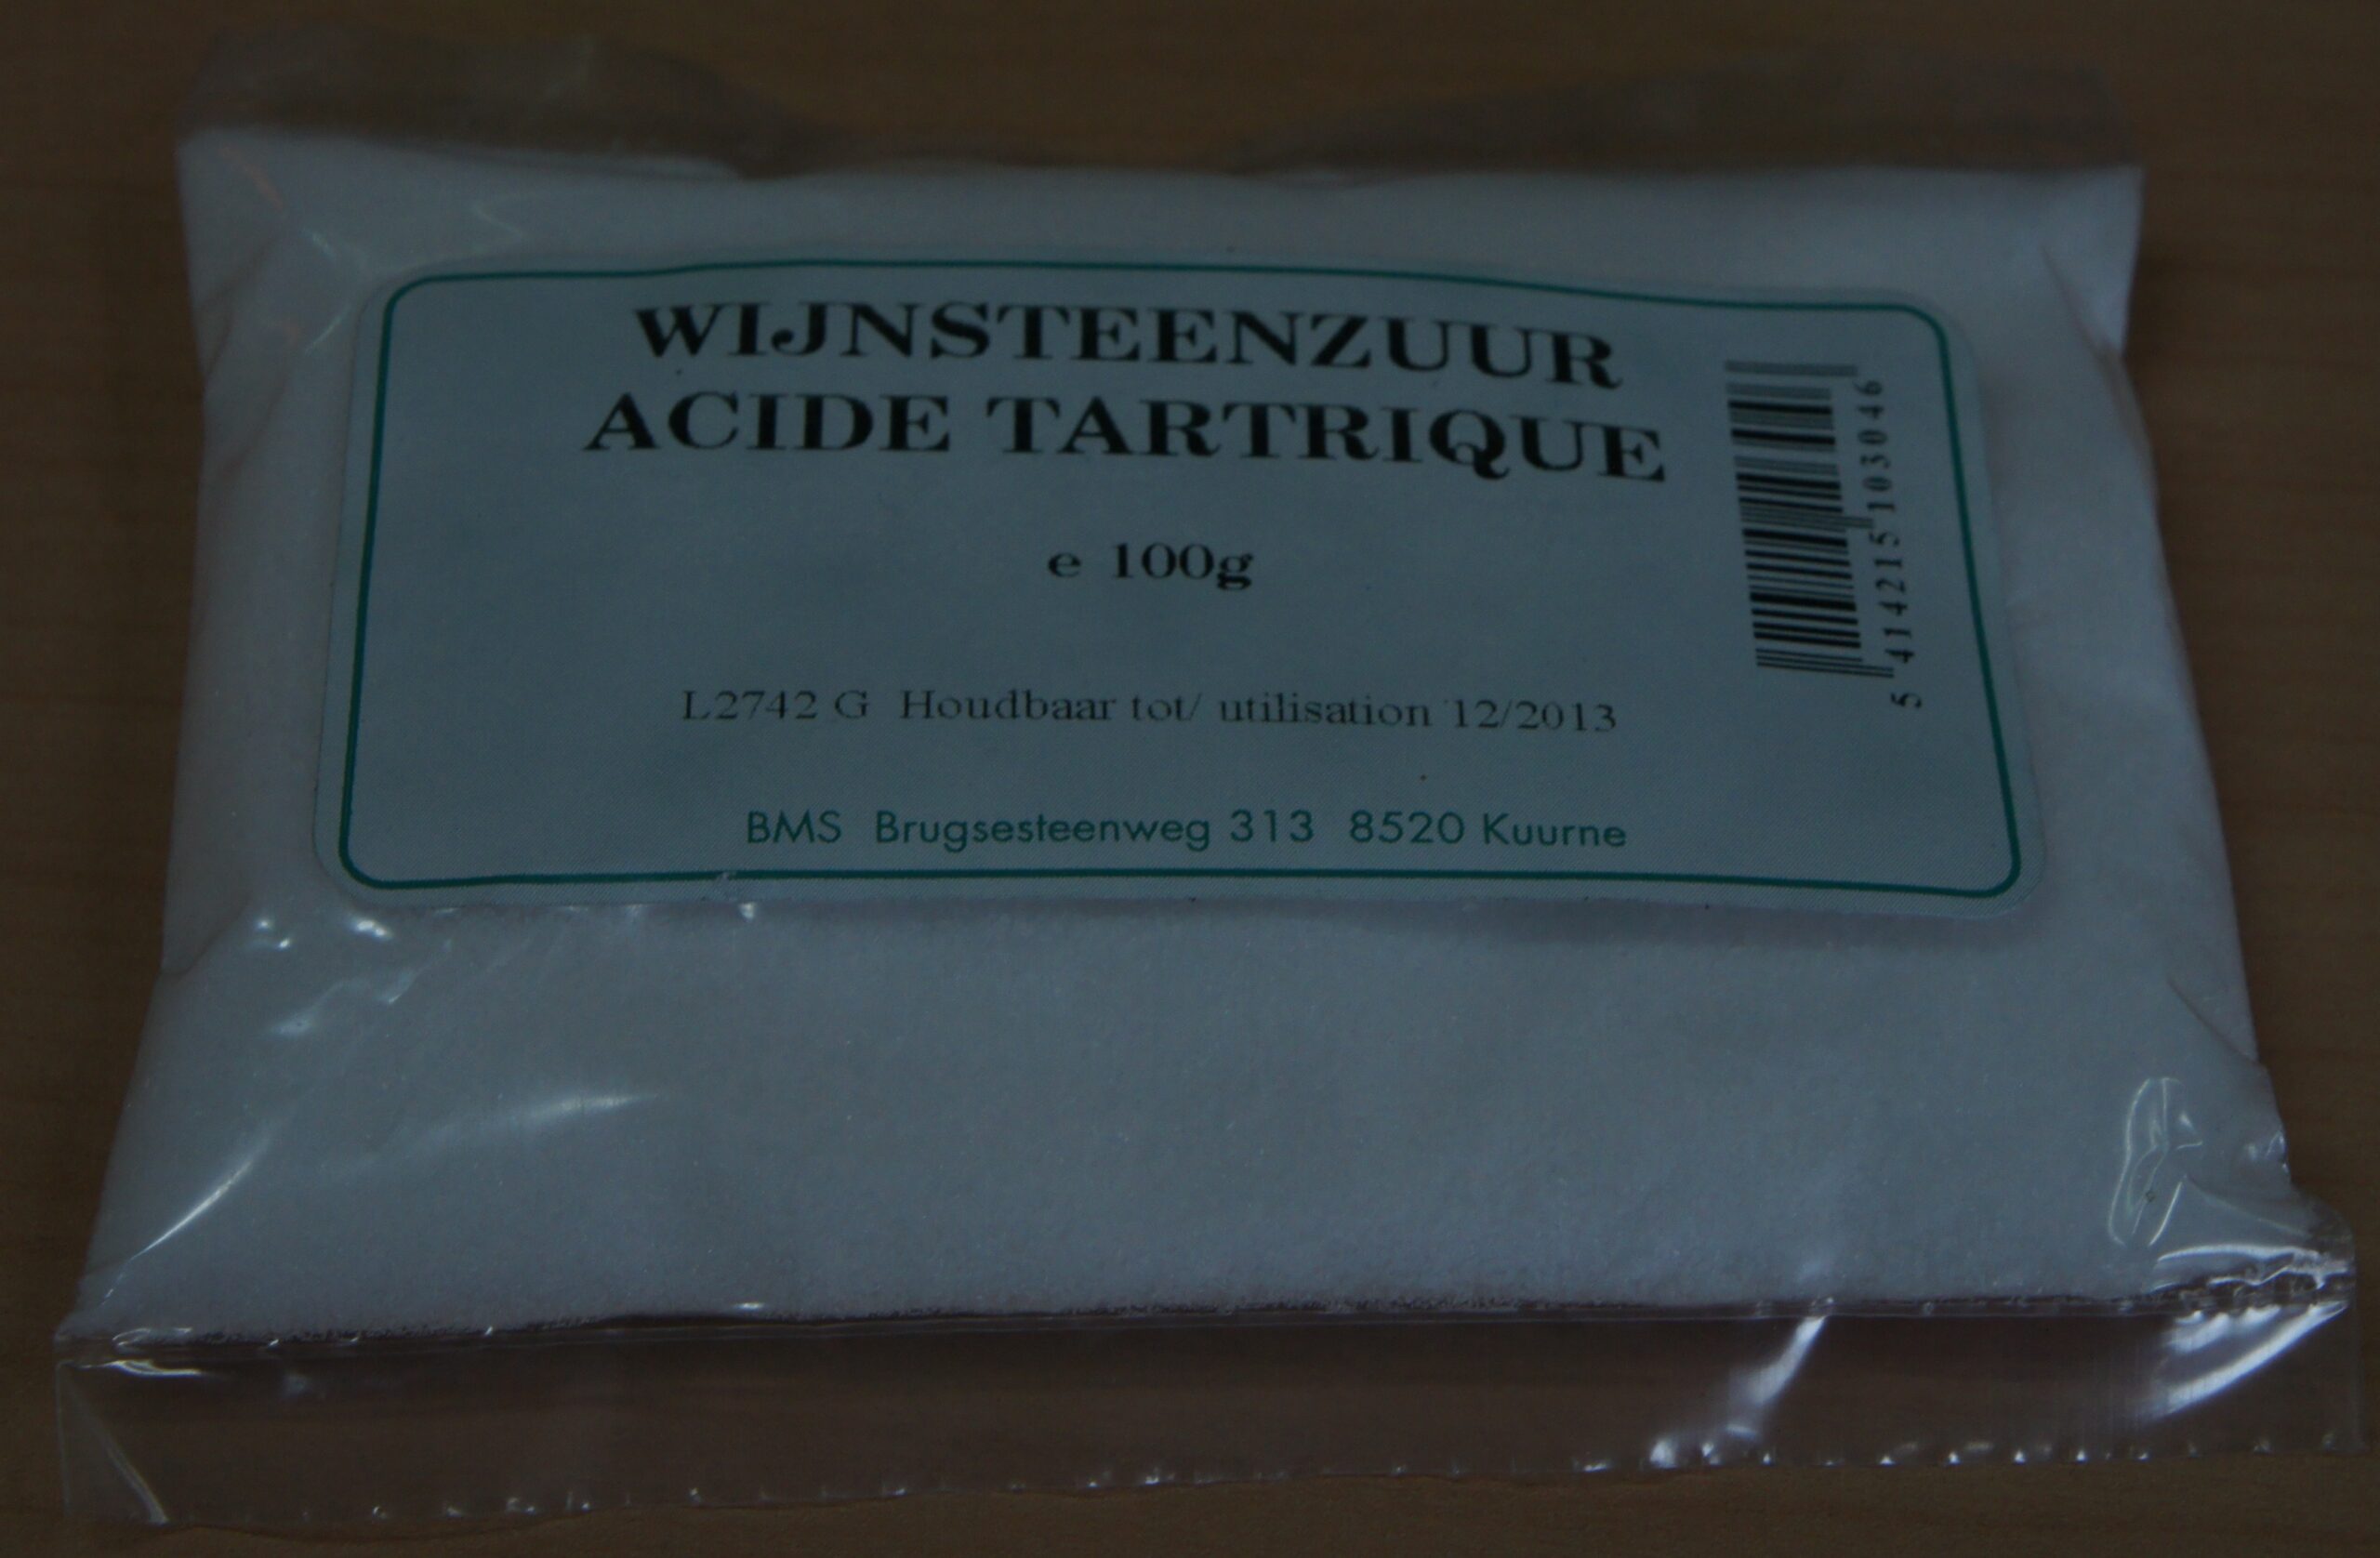 WIJNSTEENZUUR
ACIDE TARTRIQUE
e 100g
L2742 G Houdbaar tot/ utilisation 12/2013
BMS Brugsesteenweg 313 8520 Kuurne
5 414215 103046